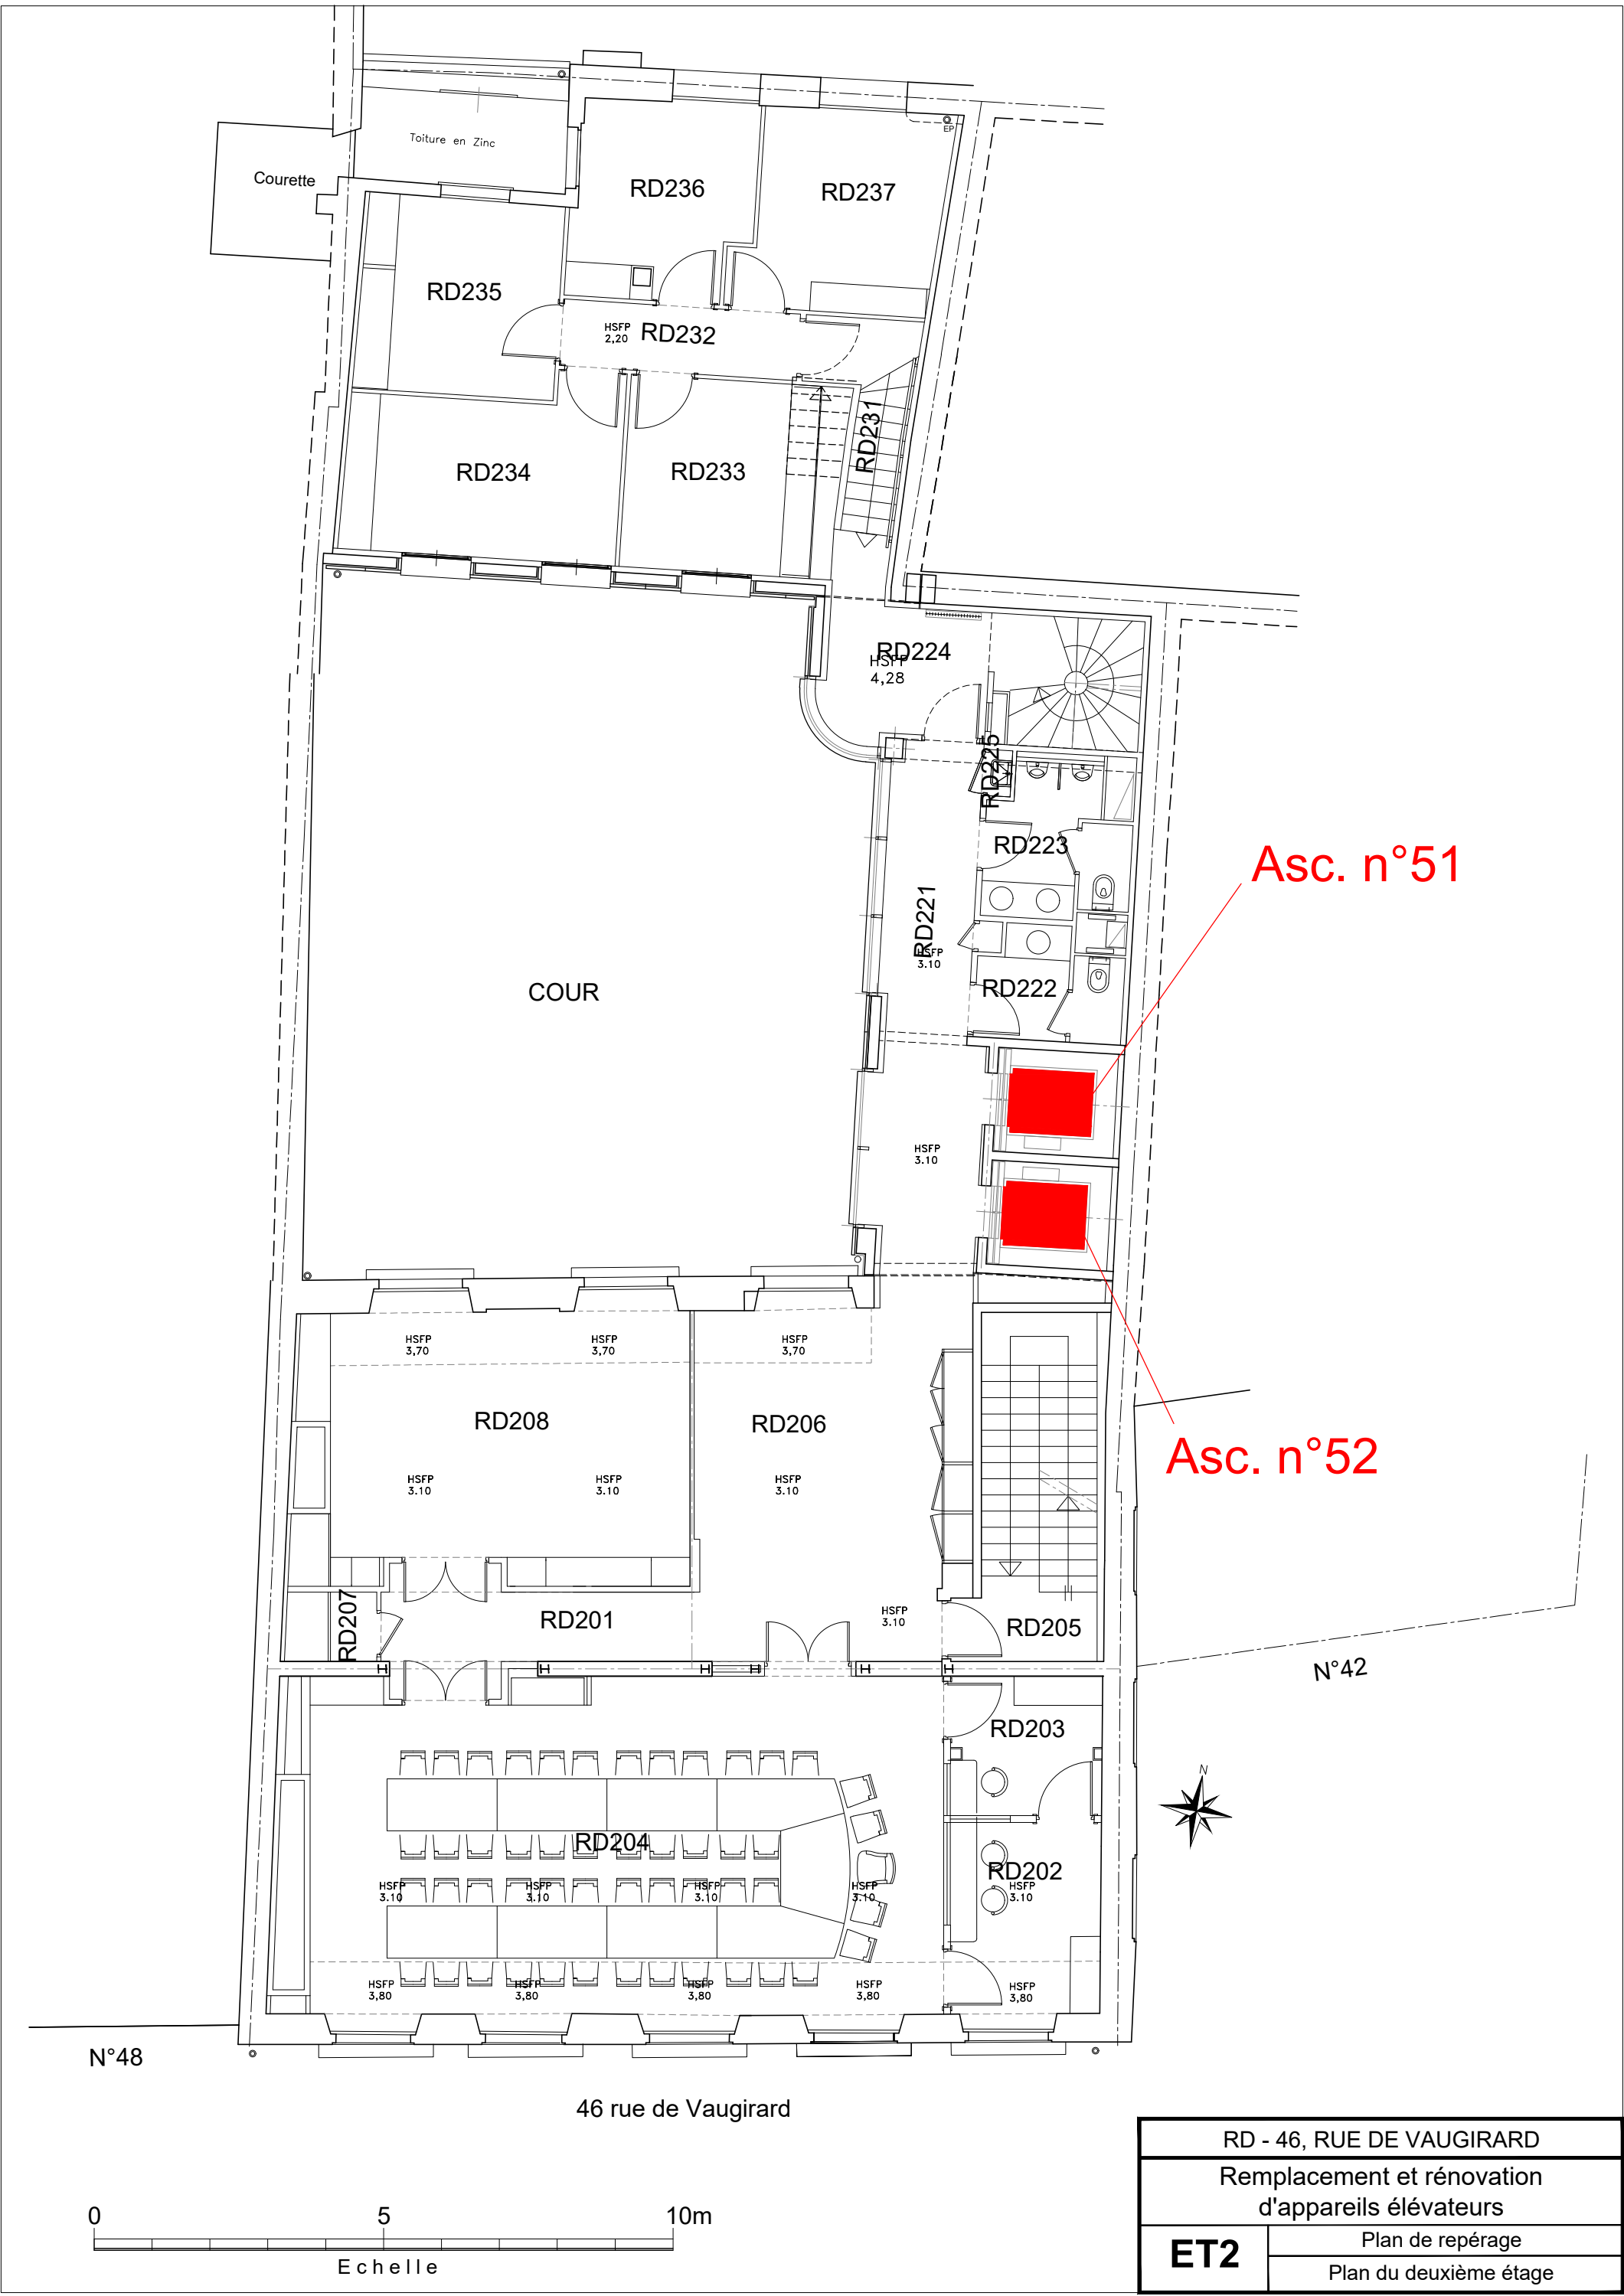 Toiture en Zinc
EP
Courette
RD236
RD237
RD235
HSFP
2,20
RD232
RD231
RD234
RD233
RD224
HSFP
4,28
RD225
RD223
Asc. n°51
RD221
HSFP
3.10
COUR
RD222
HSFP
3.10
HSFP
3,70
HSFP
3,70
HSFP
3,70
RD208
RD206
Asc. n°52
HSFP
3.10
HSFP
3.10
HSFP
3.10
RD207
RD201
HSFP
3.10
RD205
N°42
RD203
N
RD204
RD202
HSFP
3.10
HSFP
3.10
HSFP
3.10
HSFP
3.10
HSFP
3.10
HSFP
3,80
HSFP
3,80
HSFP
3,80
HSFP
3,80
HSFP
3,80
N°48
46 rue de Vaugirard
RD - 46, RUE DE VAUGIRARD
Remplacement et rénovation
d'appareils élévateurs
ET2
Plan de repérage
Plan du deuxième étage
0 5 10m
Echelle